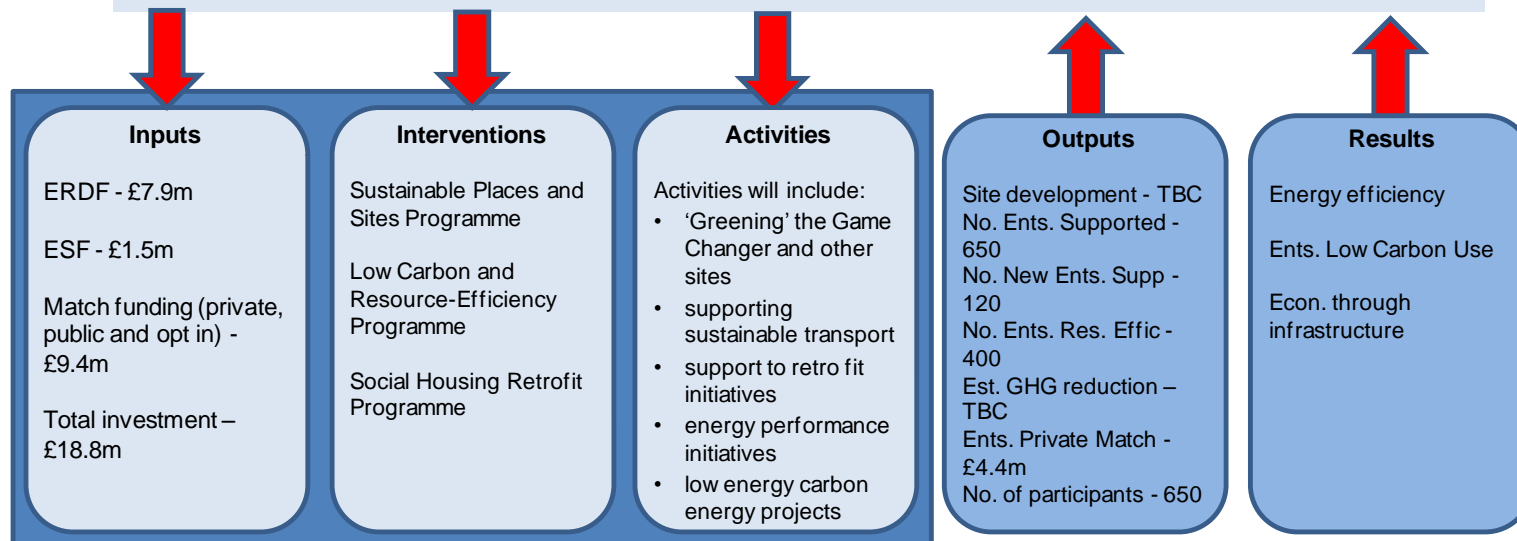 Inputs
ERDF - £7.9m
ESF - £1.5m
Match funding (private,
public and opt in) -
£9.4m
Total investment –
£18.8m
Interventions
Sustainable Places and
Sites Programme
Low Carbon and
Resource-Efficiency
Programme
Social Housing Retrofit
Programme
Activities
Activities will include:
• ‘Greening’ the Game
Changer and other
sites
• supporting
sustainable transport
• support to retro fit
initiatives
• energy performance
initiatives
• low energy carbon
energy projects
Outputs
Site development - TBC
No. Ents. Supported -
650
No. New Ents. Supp -
120
No. Ents. Res. Effic -
400
Est. GHG reduction –
TBC
Ents. Private Match -
£4.4m
No. of participants - 650
Results
Energy efficiency
Ents. Low Carbon Use
Econ. through
infrastructure